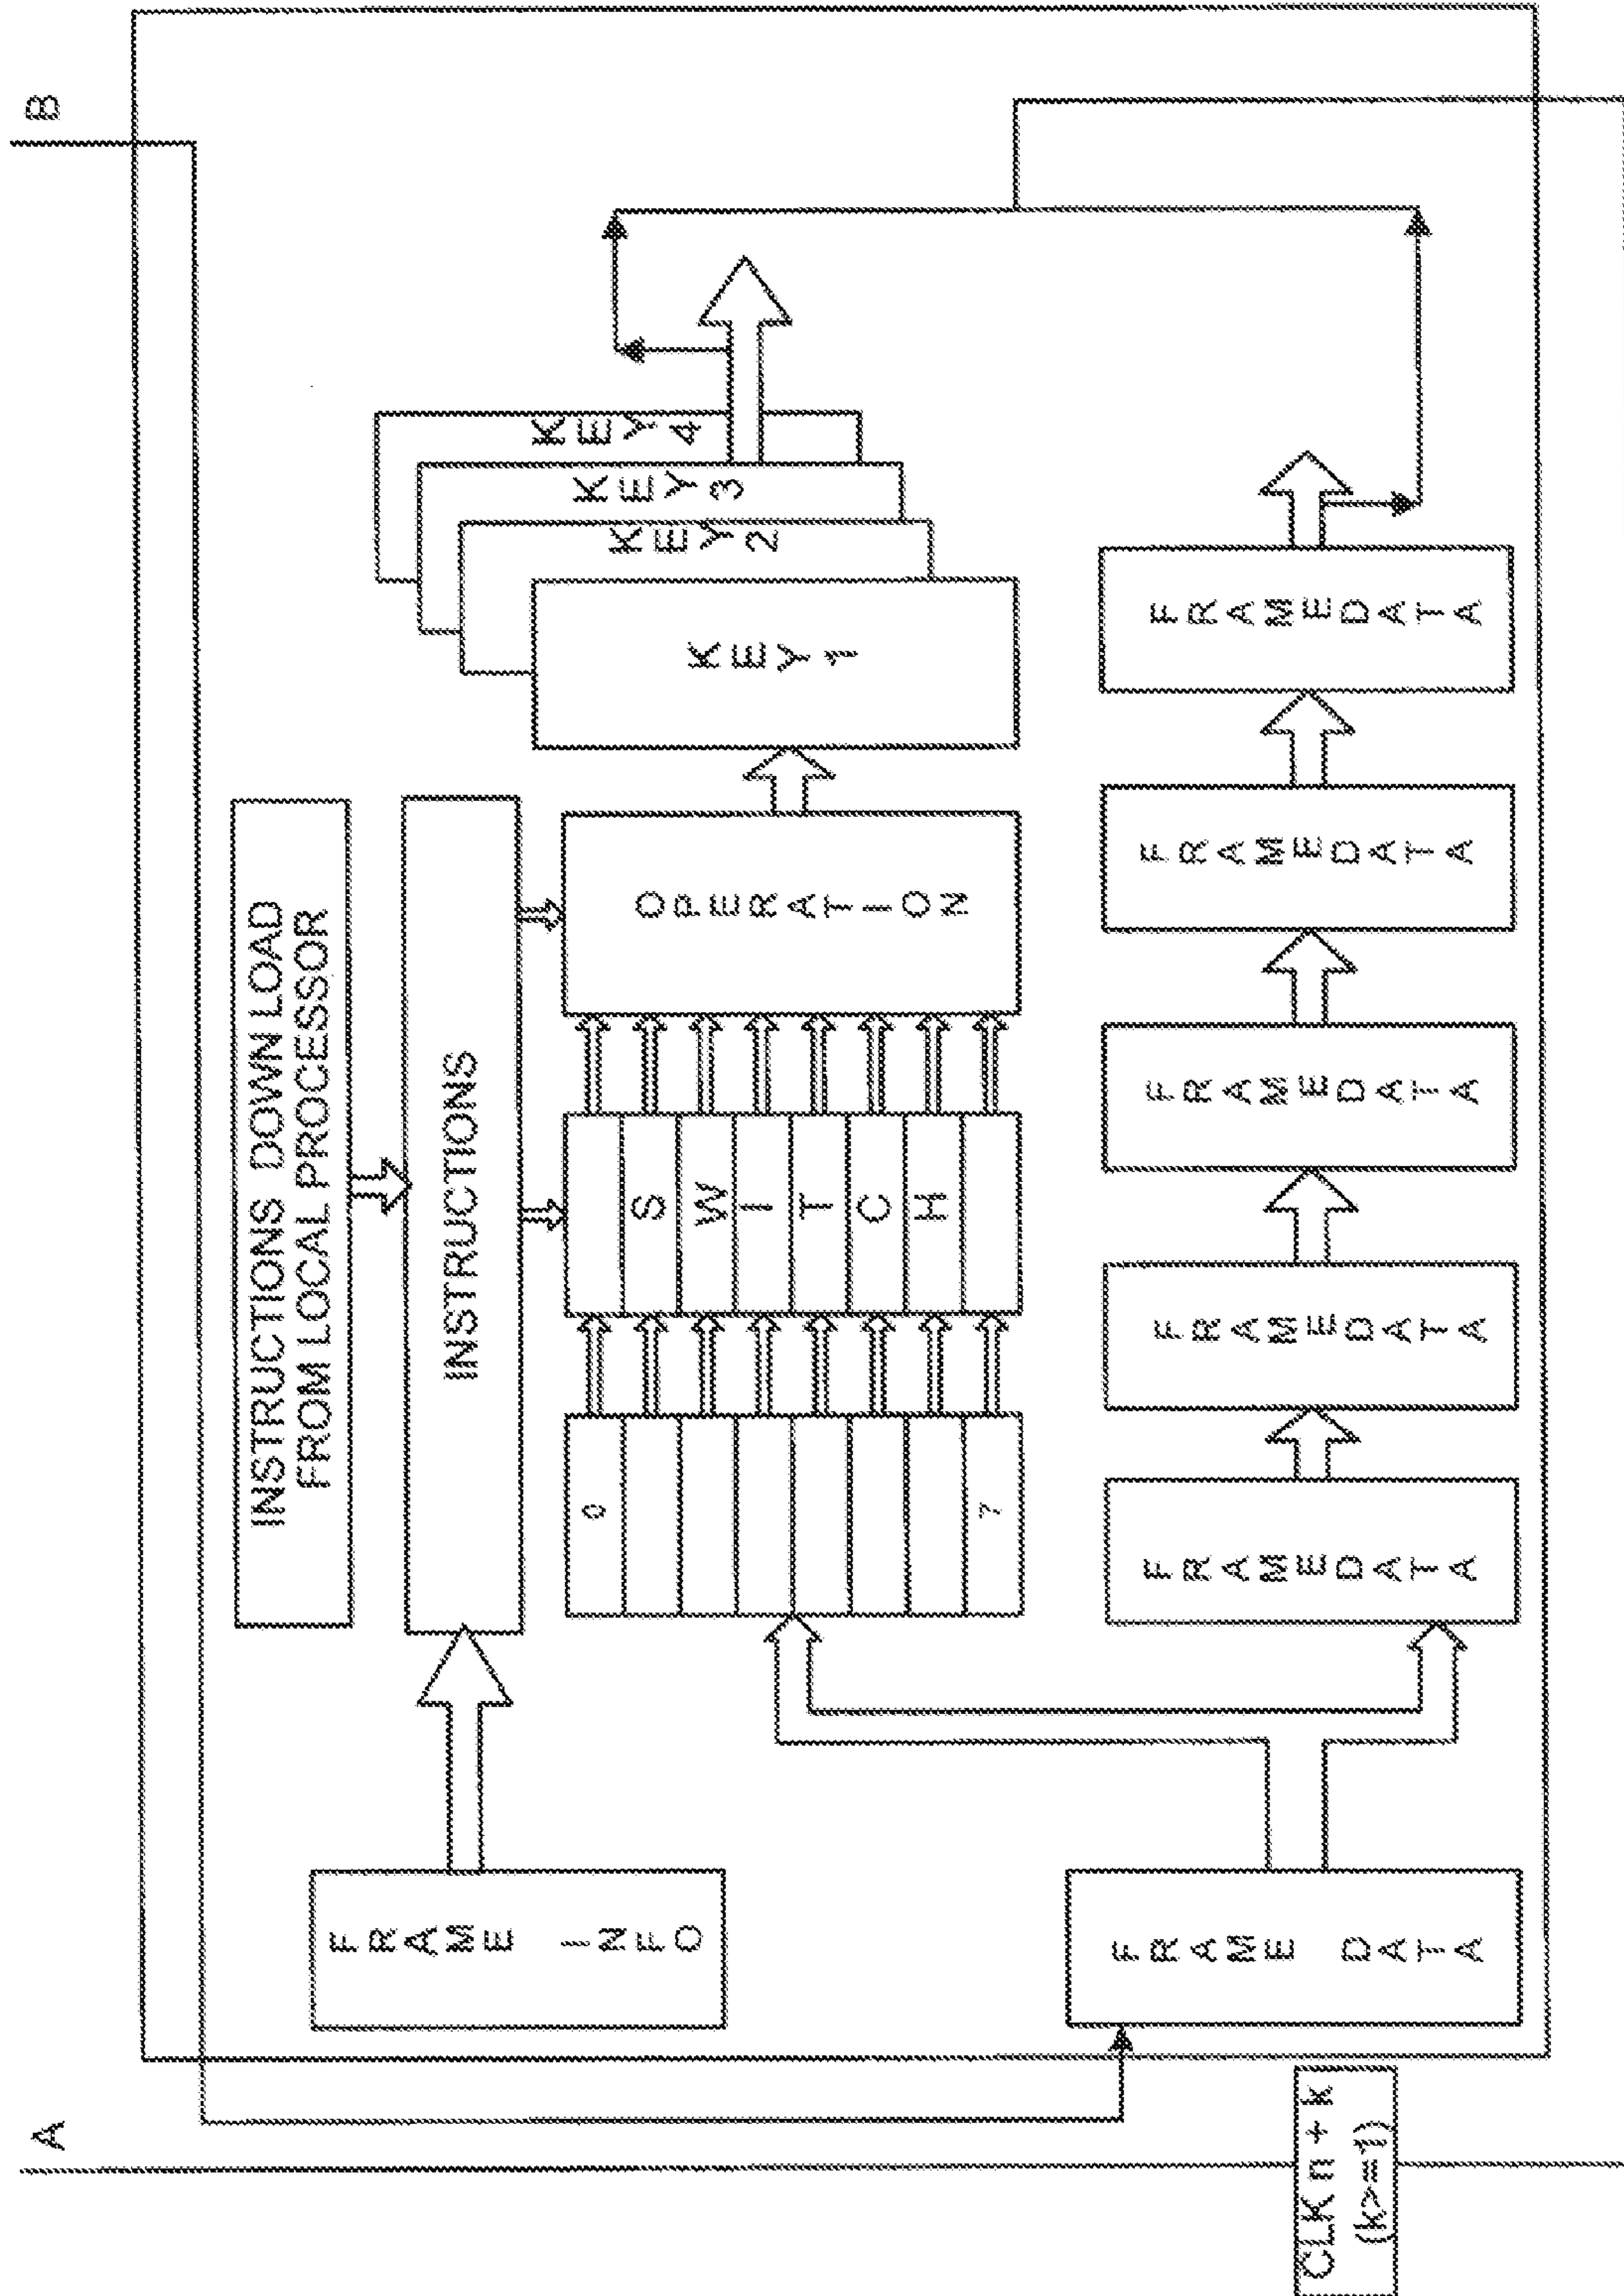 A
B
INSTRUCTIONS DOWN LOAD
FROM LOCAL PROCESSOR
FRAME INFO
INSTRUCTIONS
0
7
SWITCH
OPERATION
KEY 1
KEY 2
KEY 3
KEY 4
FRAME DATA
FRAMEDATA
FRAMEDATA
FRAMEDATA
FRAMEDATA
FRAMEDATA
CLK n + k
(k>=1)